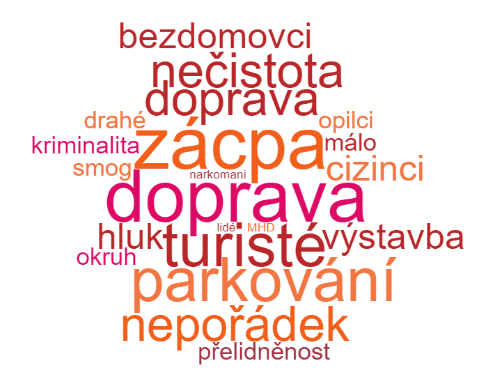 bezdomovci
nečistota
doprava
drahé
opilci
zácpa
kriminalita
málo
smog
cizinci
narkomani
doprava
lidé
MHD
hluk
turisté
výstavba
okruh
parkování
nepořádek
přelidněnost